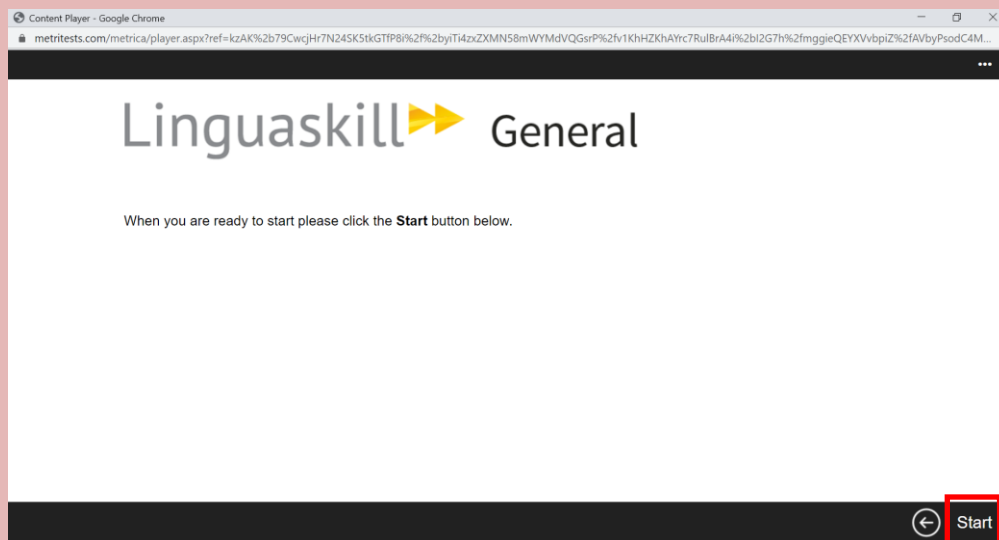 Content Player - Google Chrome
metritests.com/metrica/player.aspx?ref=kzAK%2b79CwcjHr7N24SK5tkGTfP8i%2f%2byiTi4zxZXMN58mWYMdVQGsrP%2fv1KhHZKhAYrc7RulBrA4i%2bI2G7h%2fmggieQEYXVvbpiZ%2fAVbyPsodC4M...
Linguaskill General
When you are ready to start please click the Start button below.
Start